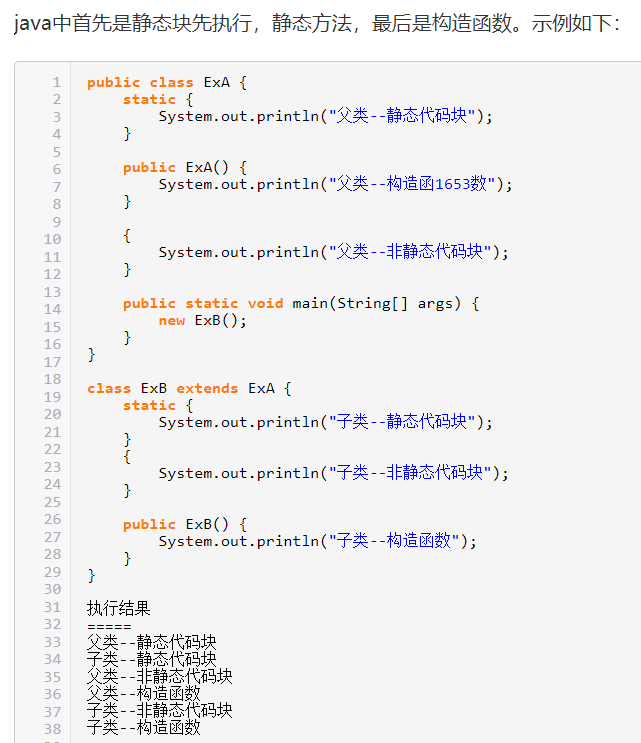 java中首先是静态块先执行，静态方法，最后是构造函数。示例如下：
1 public class ExA {
2     static {
3         System.out.println("父类--静态代码块");
4     }
5
6     public ExA() {
7         System.out.println("父类--构造函1653数");
8     }
9
10     {
11         System.out.println("父类--非静态代码块");
12     }
13
14     public static void main(String[] args) {
15         new ExB();
16     }
17 }
18
19 class ExB extends ExA {
20     static {
21         System.out.println("子类--静态代码块");
22     }
23     {
24         System.out.println("子类--非静态代码块");
25     }
26
27     public ExB() {
28         System.out.println("子类--构造函数");
29     }
30 }
31
32 执行结果
33 =====
34 父类--静态代码块
35 子类--静态代码块
36 父类--非静态代码块
37 父类--构造函数
38 子类--非静态代码块
子类--构造函数